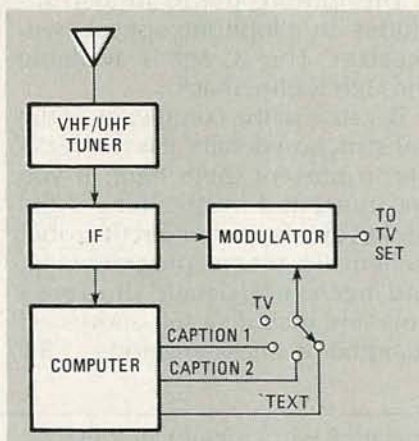 VHF/UHF
TUNER
IF
MODULATOR
TO
TV
SET
TV
COMPUTER
CAPTION 1
CAPTION 2
TEXT